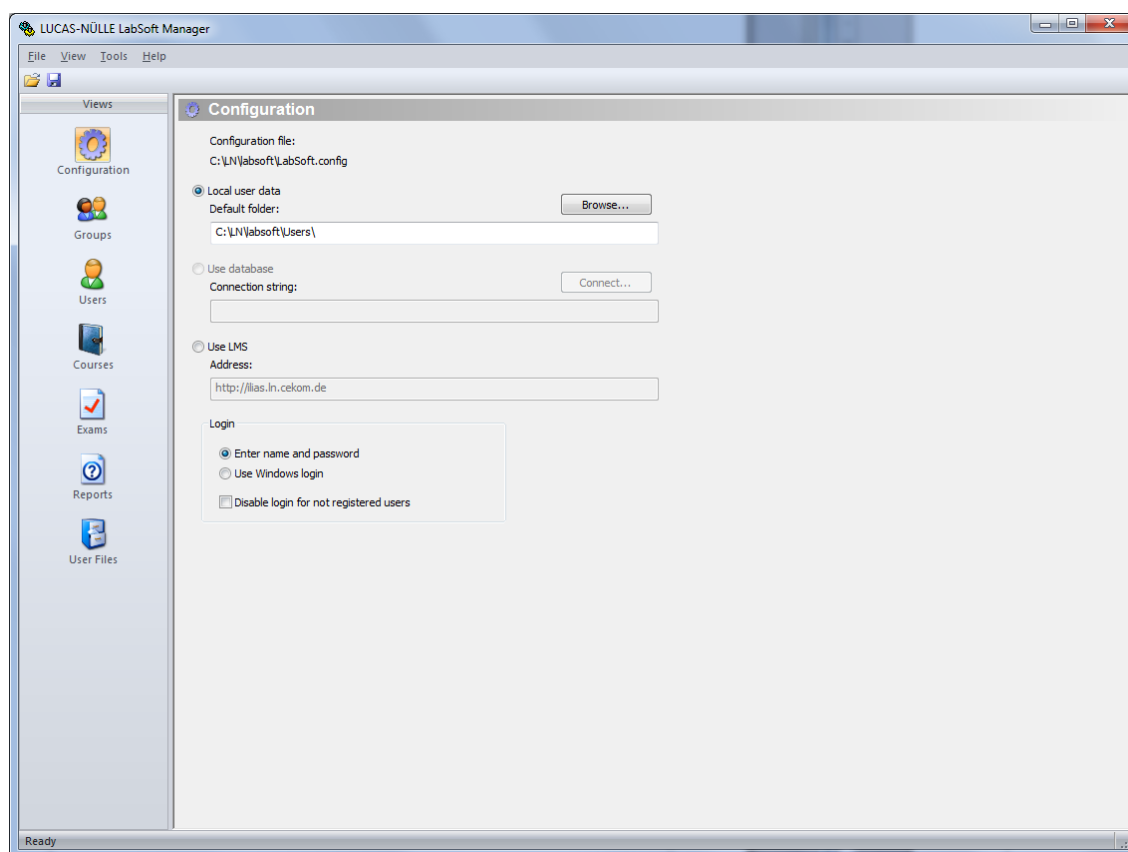 LUCAS-NÜLLE LabSoft Manager
File View Tools Help
Views
Configuration
Groups
Users
Courses
Exams
Reports
User Files
Configuration
Configuration file:
C:\LN\labsoft\LabSoft.config
Local user data
Default folder:
Browse...
C:\LN\labsoft\Users\
Use database
Connection string:
Connect...
Use LMS
Address:
http://ilias.ln.cekom.de
Login
Enter name and password
Use Windows login
Disable login for not registered users
Ready